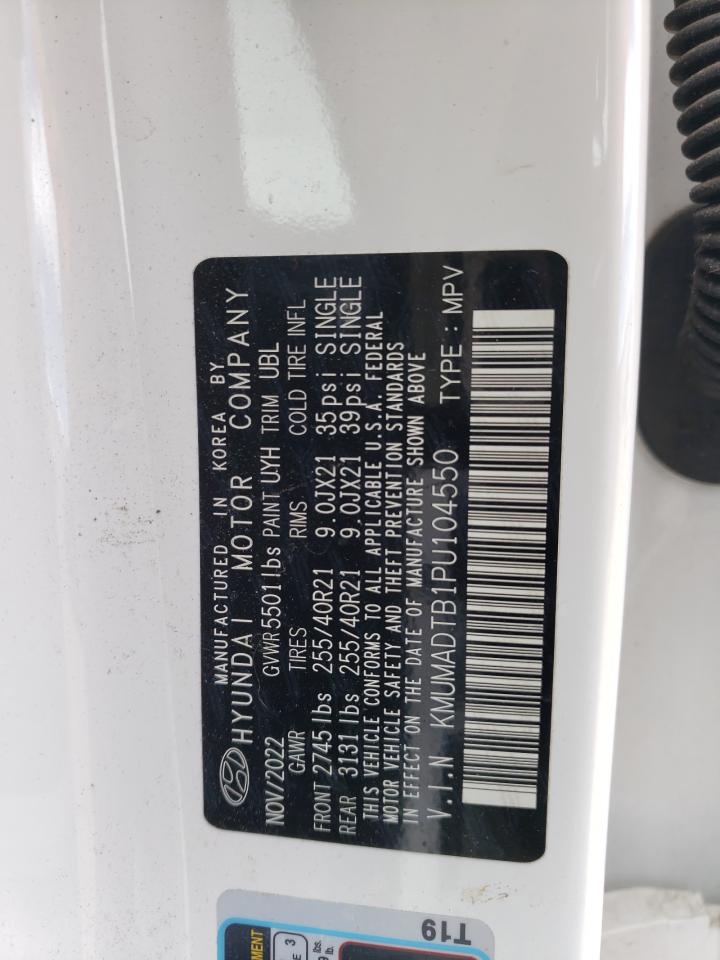 MANUFACTURED IN KOREA BY
HYUNDAI MOTOR COMPANY
NOV/2022 GVWR 5501lbs PAINT UYH TRIM UBL
GAWR TIRES RIMS COLD TIRE INFL
FRONT 2745lbs 255/40R21 9.0JX21 35psi SINGLE
REAR 3131lbs 255/40R21 9.0JX21 39psi SINGLE
THIS VEHICLE CONFORMS TO ALL APPLICABLE U.S.A. FEDERAL
MOTOR VEHICLE SAFETY AND THEFT PREVENTION STANDARDS
IN EFFECT ON THE DATE OF MANUFACTURE SHOWN ABOVE
V.I.N KMUMADTB1PU104550 TYPE : MPV
3
lbs.
lb.
T19